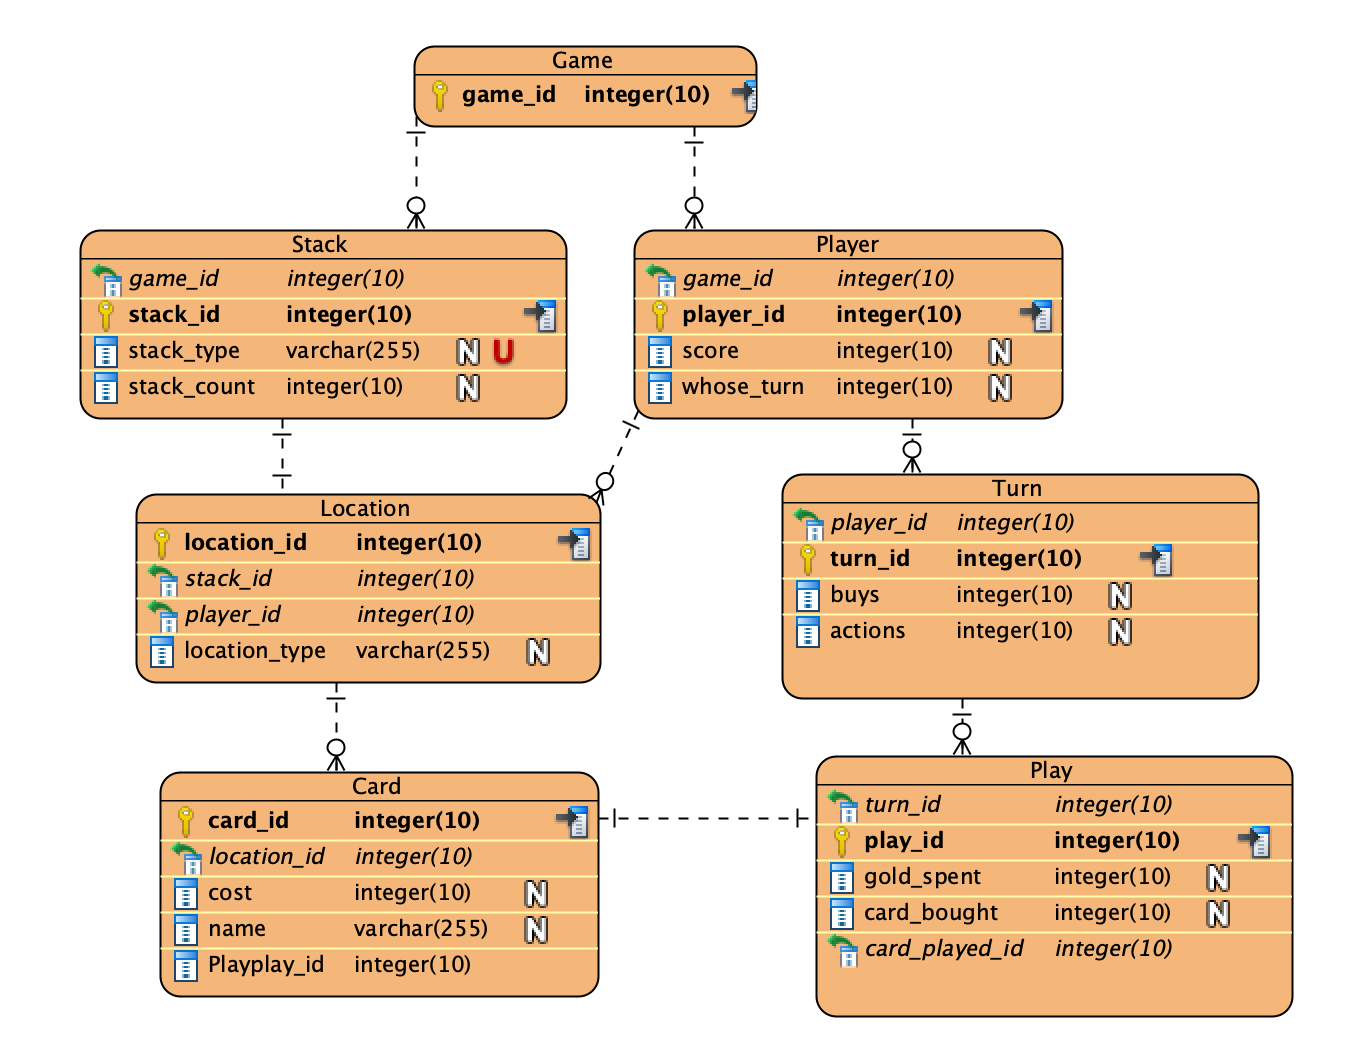 Game
game_id integer(10)
Stack
game_id integer(10)
stack_id integer(10)
stack_type varchar(255) N U
stack_count integer(10) N
Player
game_id integer(10)
player_id integer(10)
score integer(10) N
whose_turn integer(10) N
Location
location_id integer(10)
stack_id integer(10)
player_id integer(10)
location_type varchar(255) N
Turn
player_id integer(10)
turn_id integer(10)
buys integer(10) N
actions integer(10) N
Card
card_id integer(10)
location_id integer(10)
cost integer(10) N
name varchar(255) N
Playplay_id integer(10)
Play
turn_id integer(10)
play_id integer(10)
gold_spent integer(10) N
card_bought integer(10) N
card_played_id integer(10)